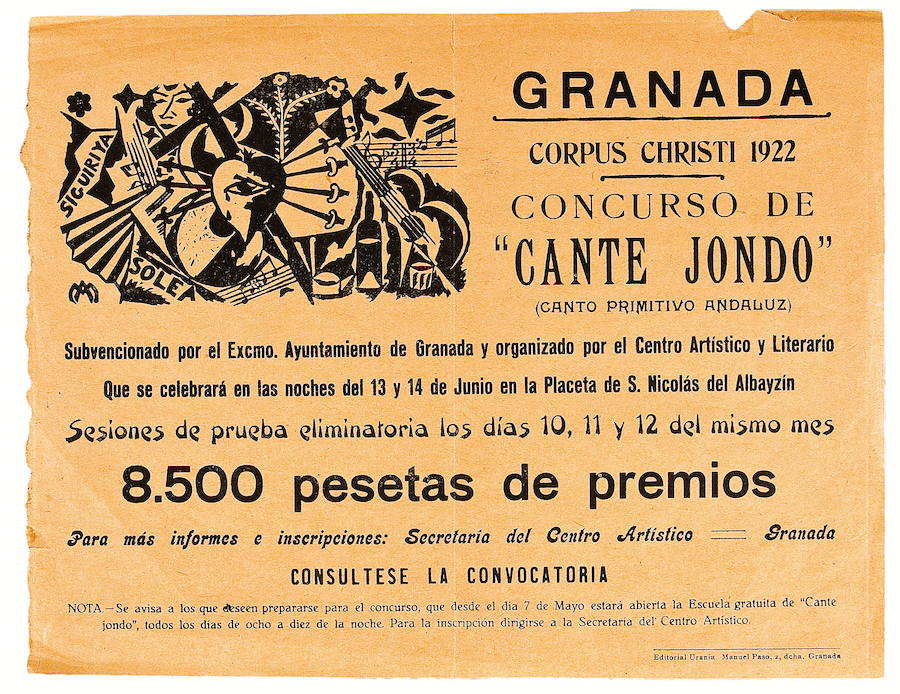 SIGUIRIYA
SOLEA
GRANADA
CORPUS CHRISTI 1922
CONCURSO DE
"CANTE JONDO"
(CANTO PRIMITIVO ANDALUZ)
Subvencionado por el Excmo. Ayuntamiento de Granada y organizado por el Centro Artístico y Literario
Que se celebrará en las noches del 13 y 14 de Junio en la Placeta de S. Nicolás del Albayzín
Sesiones de prueba eliminatoria los días 10, 11 y 12 del mismo mes
8.500 pesetas de premios
Para más informes e inscripciones: Secretaría del Centro Artístico == Granada
CONSULTESE LA CONVOCATORIA
NOTA.—Se avisa a los que deseen prepararse para el concurso, que desde el día 7 de Mayo estará abierta la Escuela gratuita de "Cante
jondo", todos los días de ocho a diez de la noche. Para la inscripción dirigirse a la Secretaría del Centro Artístico.
Editorial Urania. Manuel Paso, 2, dcha. Granada